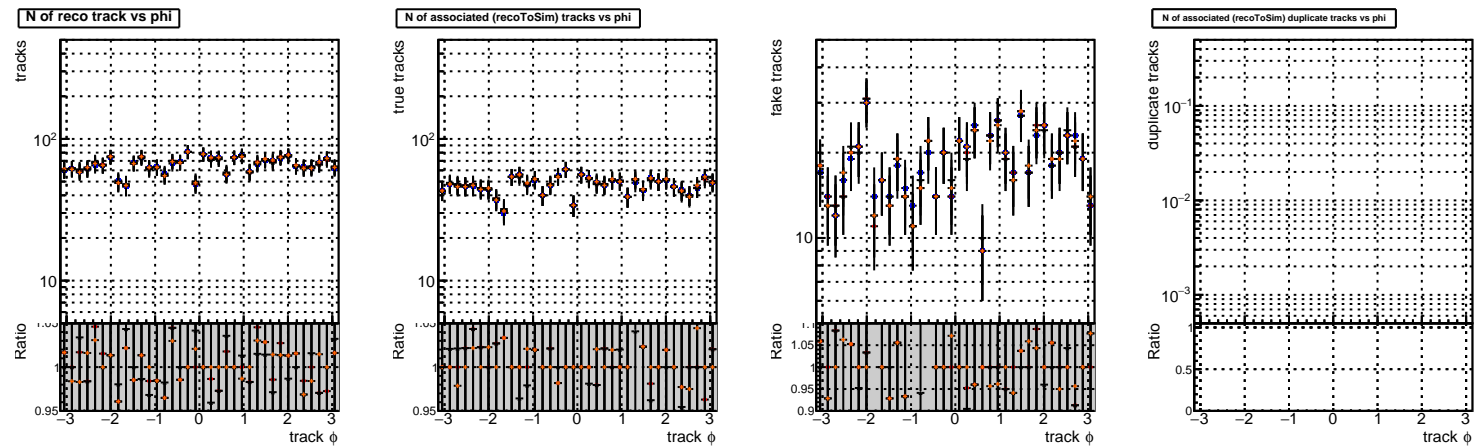 N of reco track vs phi
N of associated (recoToSim) tracks vs phi
N of associated (recoToSim) duplicate tracks vs phi
tracks
10²
10
Ratio
1
0.95
−3 −2 −1 0 1 2 3
track ϕ
true tracks
10²
10
Ratio
1
0.95
−3 −2 −1 0 1 2 3
track ϕ
fake tracks
10
Ratio
1.1
1.05
1
0.95
0.9
−3 −2 −1 0 1 2 3
track ϕ
duplicate tracks
10⁻¹
10⁻²
10⁻³
Ratio
1
0.5
0
−3 −2 −1 0 1 2 3
track ϕ